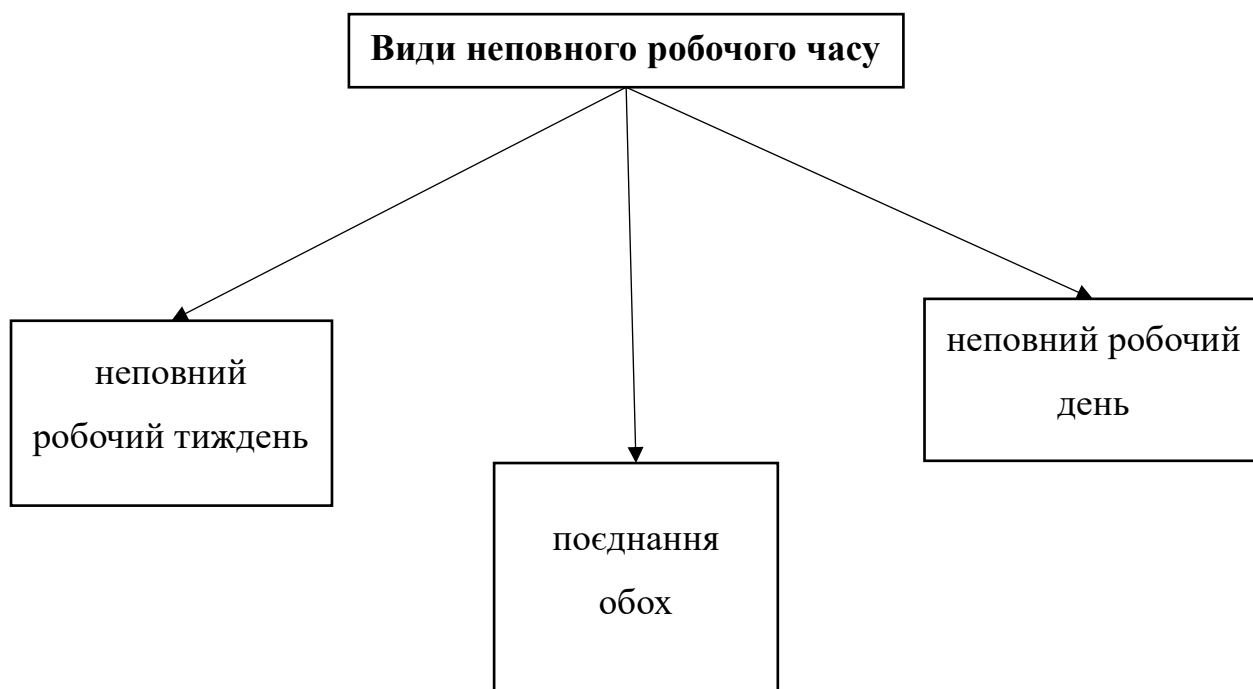 Види неповного робочого часу
неповний
робочий тиждень
поєднання
обох
неповний робочий
день